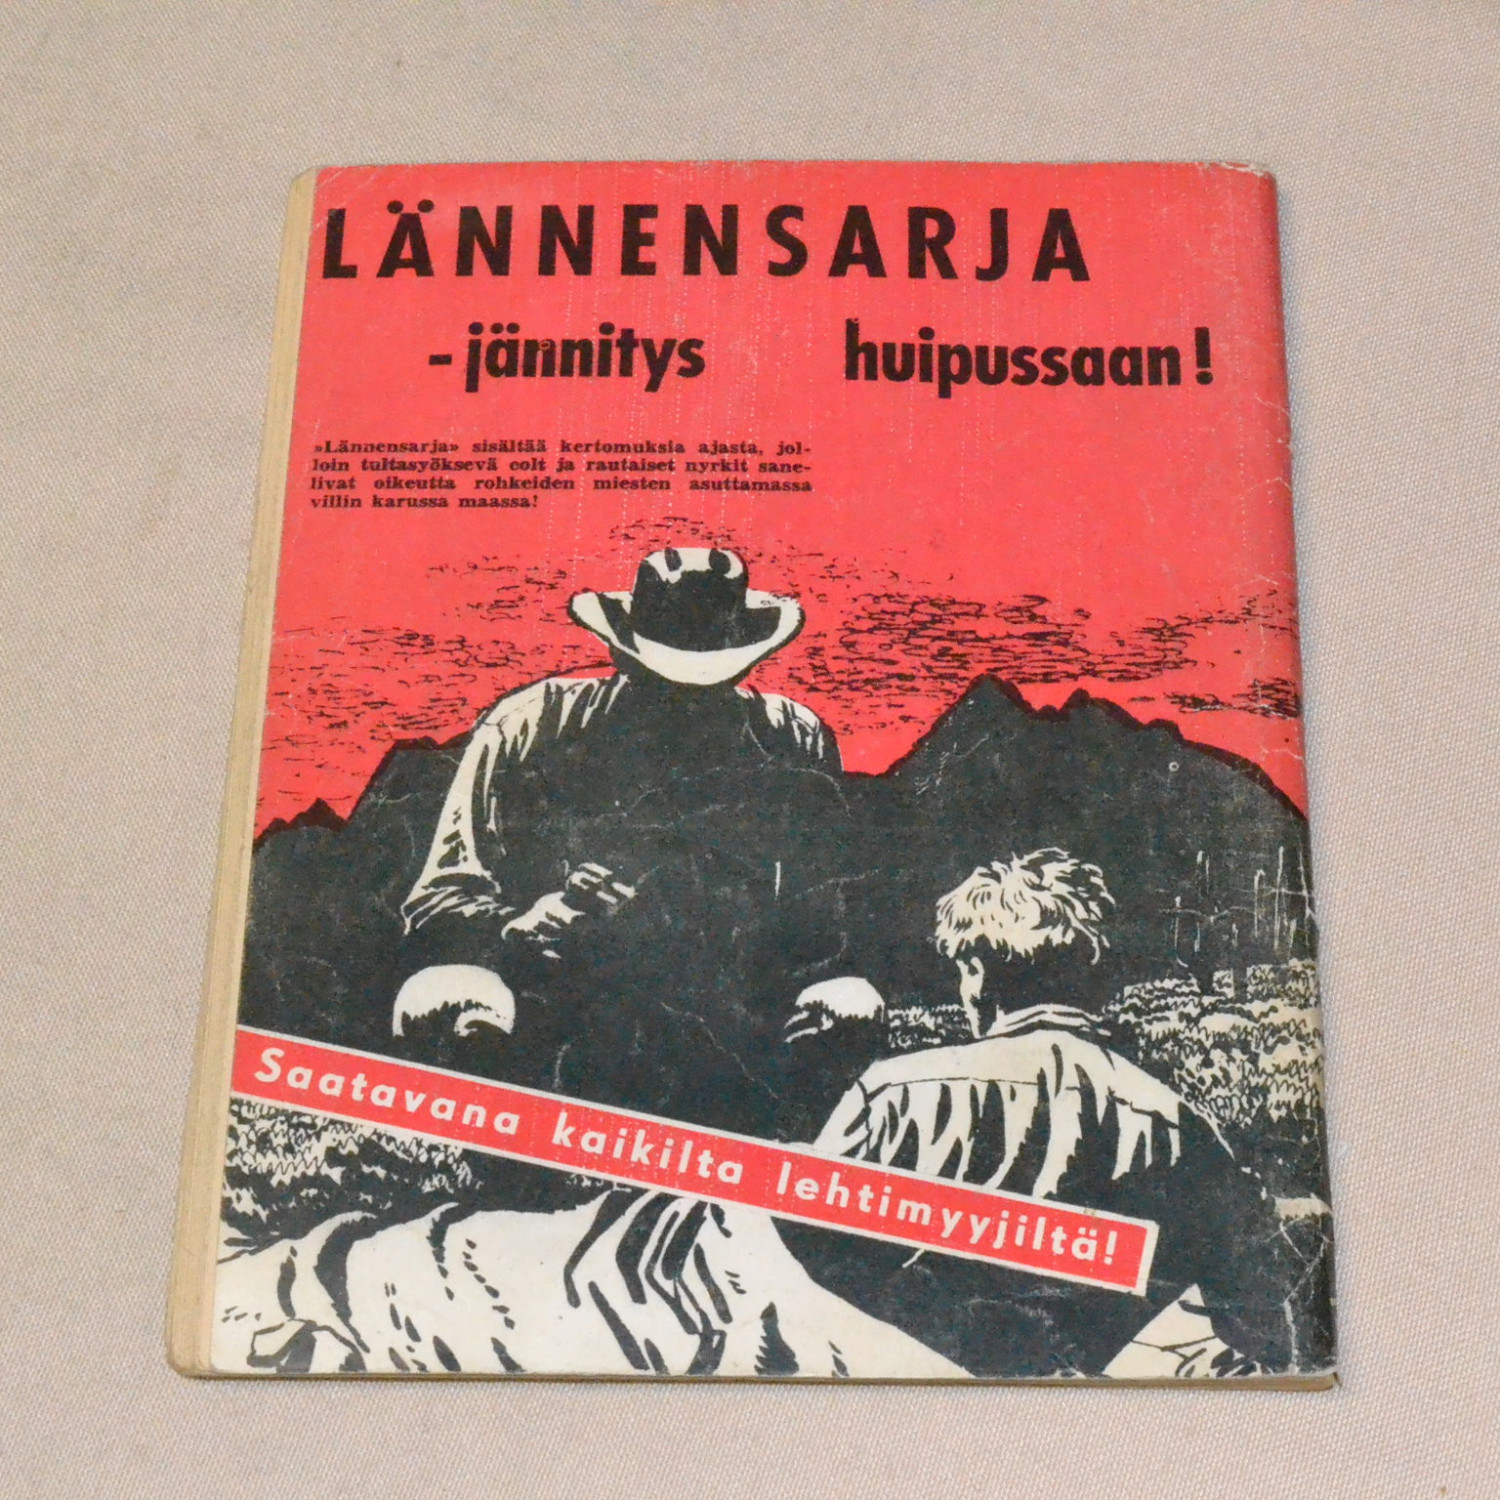 LÄNNENSARJA
-jännitys huipussaan!
»Lännensarja» sisältää kertomuksia ajasta, jol-
loin tultasyöksevä colt ja rautaiset nyrkit sane-
livat oikeutta rohkeiden miesten asuttamassa
villin karussa maassa!
Saatavana kaikilta lehtimyyjiltä!